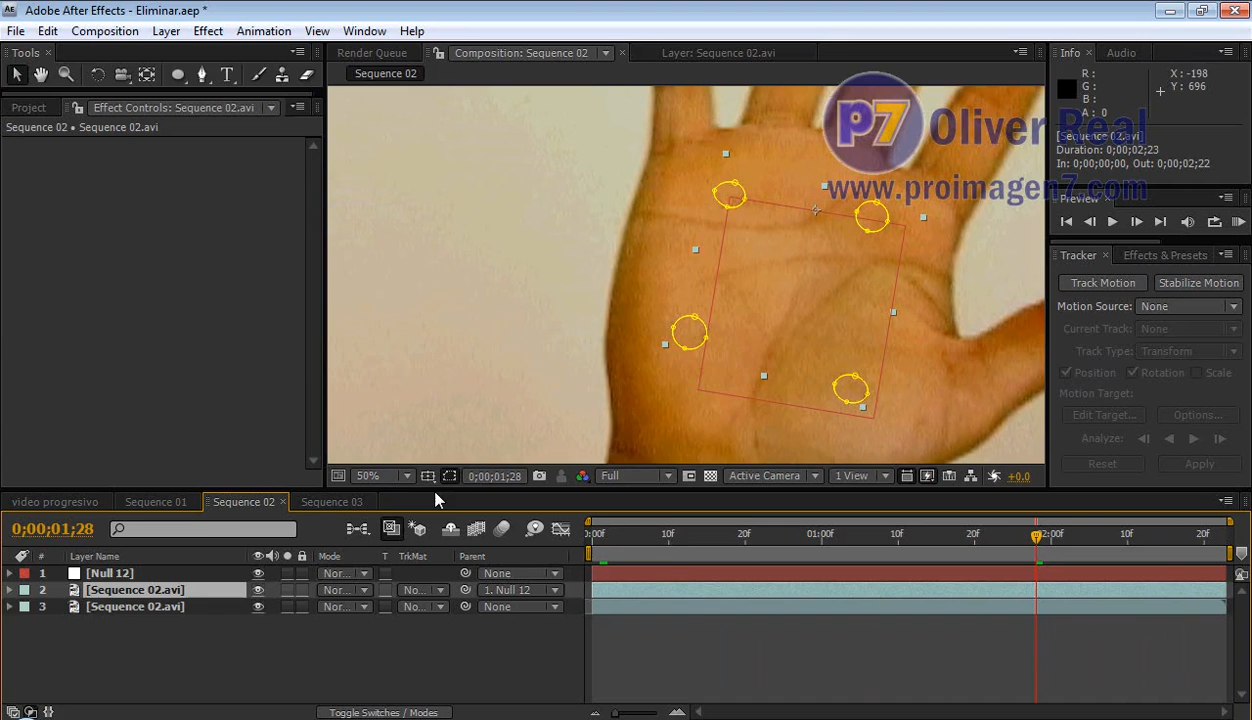 Adobe After Effects - Eliminar.aep *
File Edit Composition Layer Effect Animation View Window Help
Tools Render Queue Composition: Sequence 02 Layer: Sequence 02.avi Info Audio
Sequence 02
R :
G :
B :
A : 0
X : -198
Y : 696
Project Effect Controls: Sequence 02.avi
Sequence 02 • Sequence 02.avi
[Sequence 02.avi]
Duration: 0;00;02;23
In: 0;00;00;00, Out: 0;00;02;22
p7 Oliver Real
www.proimagen7.com
Preview
Tracker Effects & Presets
Track Motion Stabilize Motion
Motion Source: None
Current Track: None
Track Type: Transform
Position Rotation Scale
Motion Target:
Edit Target... Options...
Analyze:
Reset Apply
50% 0;00;01;28 Full Active Camera 1 View +0.0
video progresivo Sequence 01 Sequence 02 Sequence 03
0;00;01;28
:00f 10f 20f 01:00f 10f 20f 02:00f 10f 20f
# Layer Name Mode T TrkMat Parent
1 [Null 12] Nor... None
2 [Sequence 02.avi] Nor... No... 1. Null 12
3 [Sequence 02.avi] Nor... No... None
Toggle Switches / Modes